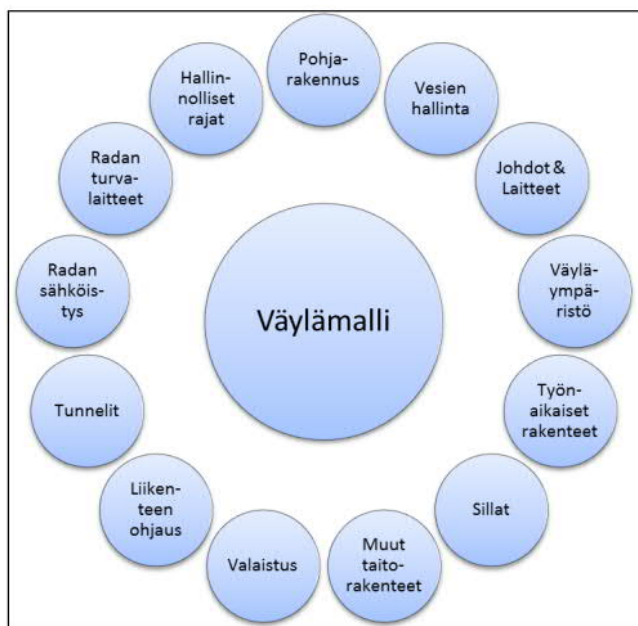 Pohja-
rakennus
Vesien
hallinta
Johdot &
Laitteet
Väylä-
ympä-
ristö
Työn-
aikaiset
rakenteet
Sillat
Muut
taito-
rakenteet
Valaistus
Liiken-
teen
ohjaus
Tunnelit
Radan
sähköis-
tys
Radan
turva-
laitteet
Hallin-
nolliset
rajat
Väylämalli